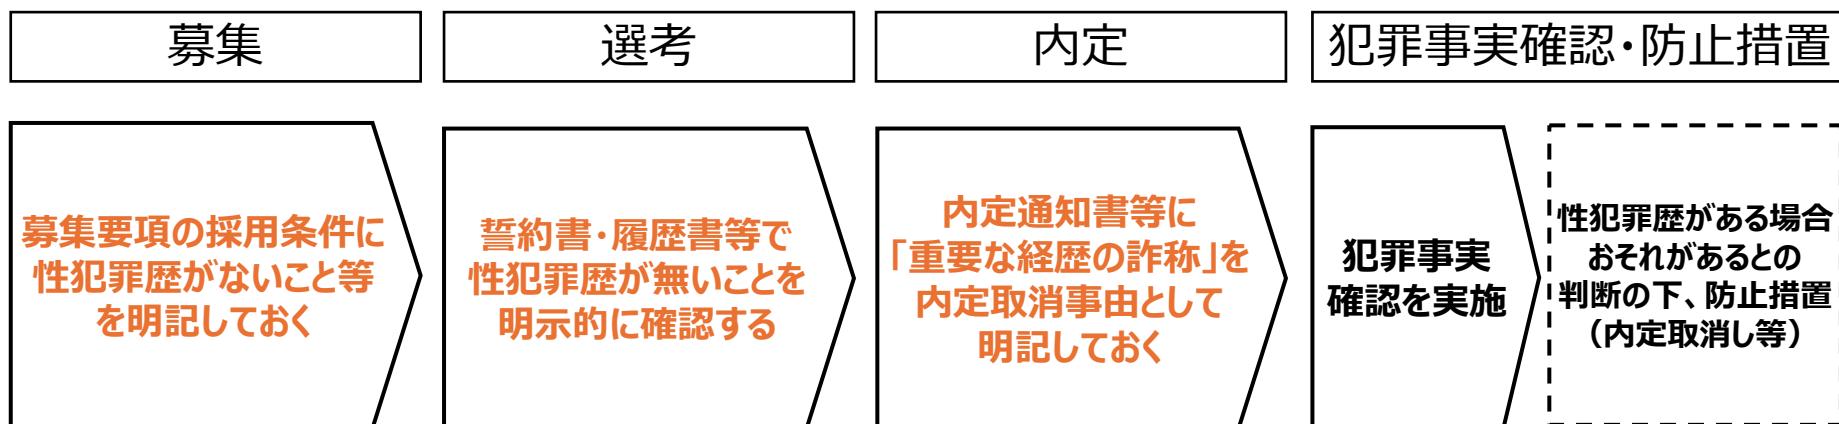 募集
選考
内定
犯罪事実確認・防止措置
募集要項の採用条件に
性犯罪歴がないこと等
を明記しておく
誓約書・履歴書等で
性犯罪歴が無いことを
明示的に確認する
内定通知書等に
「重要な経歴の詐称」を
内定取消事由として
明記しておく
犯罪事実
確認を実施
性犯罪歴がある場合
おそれがあるとの
判断の下、防止措置
（内定取消し等）